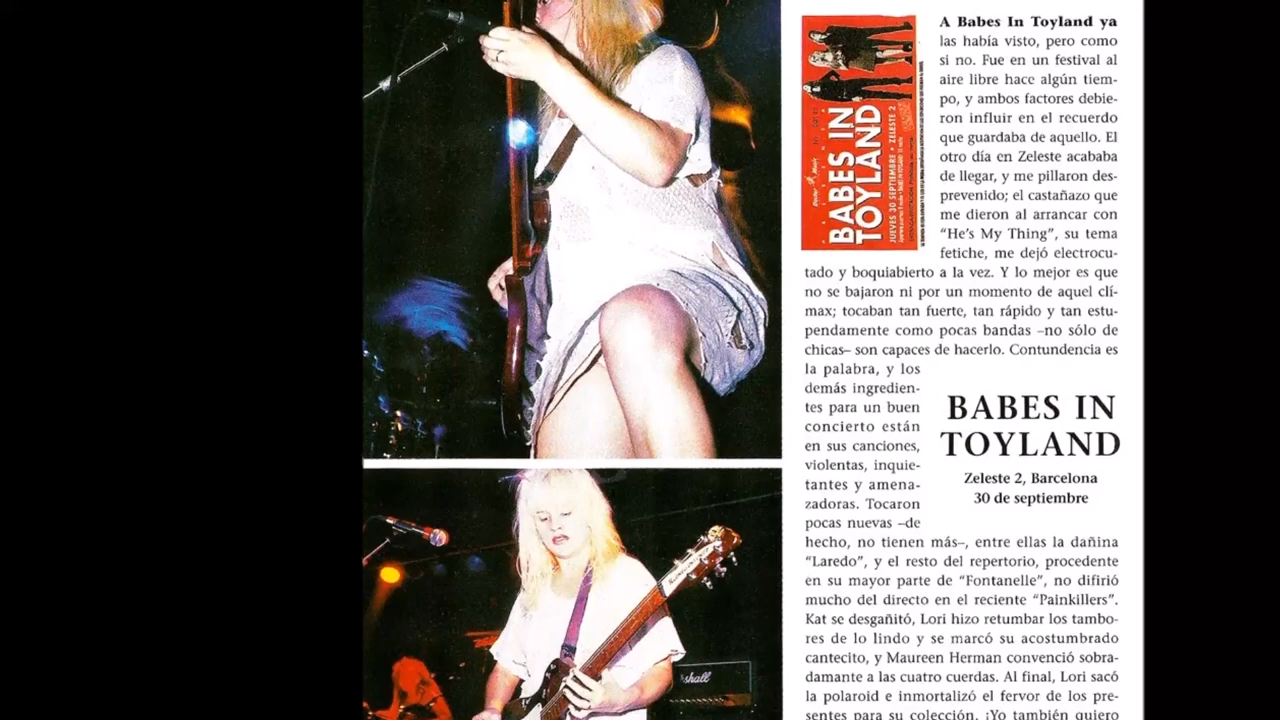 BABES IN
TOYLAND
JUEVES 30 SEPTIEMBRE • ZELESTE 2
A Babes In Toyland ya
las había visto, pero como
si no. Fue en un festival al
aire libre hace algún tiem-
po, y ambos factores debie-
ron influir en el recuerdo
que guardaba de aquello. El
otro día en Zeleste acababa
de llegar, y me pillaron des-
prevenido; el castañazo que
me dieron al arrancar con
“He’s My Thing”, su tema
fetiche, me dejó electrocu-
tado y boquiabierto a la vez. Y lo mejor es que
no se bajaron ni por un momento de aquel clí-
max; tocaban tan fuerte, tan rápido y tan estu-
pendamente como pocas bandas –no sólo de
chicas– son capaces de hacerlo. Contundencia es
la palabra, y los
demás ingredien-
tes para un buen
concierto están
en sus canciones,
violentas, inquie-
tantes y amena-
zadoras. Tocaron
pocas nuevas –de
hecho, no tienen más–, entre ellas la dañina
“Laredo”, y el resto del repertorio, procedente
en su mayor parte de “Fontanelle”, no difirió
mucho del directo en el reciente “Painkillers”.
Kat se desgañitó, Lori hizo retumbar los tambo-
res de lo lindo y se marcó su acostumbrado
cantecito, y Maureen Herman convenció sobra-
damente a las cuatro cuerdas. Al final, Lori sacó
la polaroid e inmortalizó el fervor de los pre-
sentes para su colección. ¡Yo también quiero
BABES IN
TOYLAND
Zeleste 2, Barcelona
30 de septiembre
shall